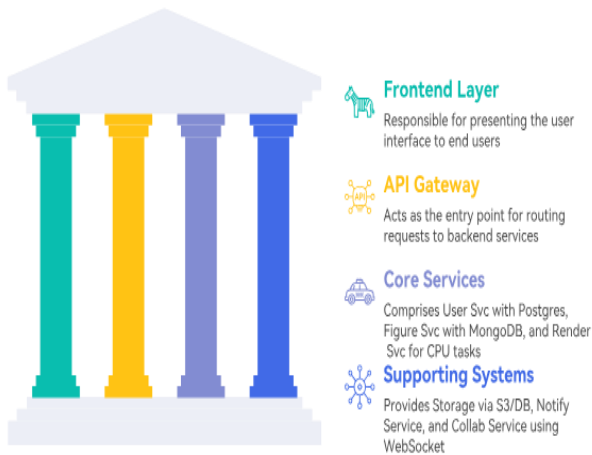 Frontend Layer
Responsible for presenting the user
interface to end users
API
API Gateway
Acts as the entry point for routing
requests to backend services
Core Services
Comprises User Svc with Postgres,
Figure Svc with MongoDB, and Render
Svc for CPU tasks
Supporting Systems
Provides Storage via S3/DB, Notify
Service, and Collab Service using
WebSocket